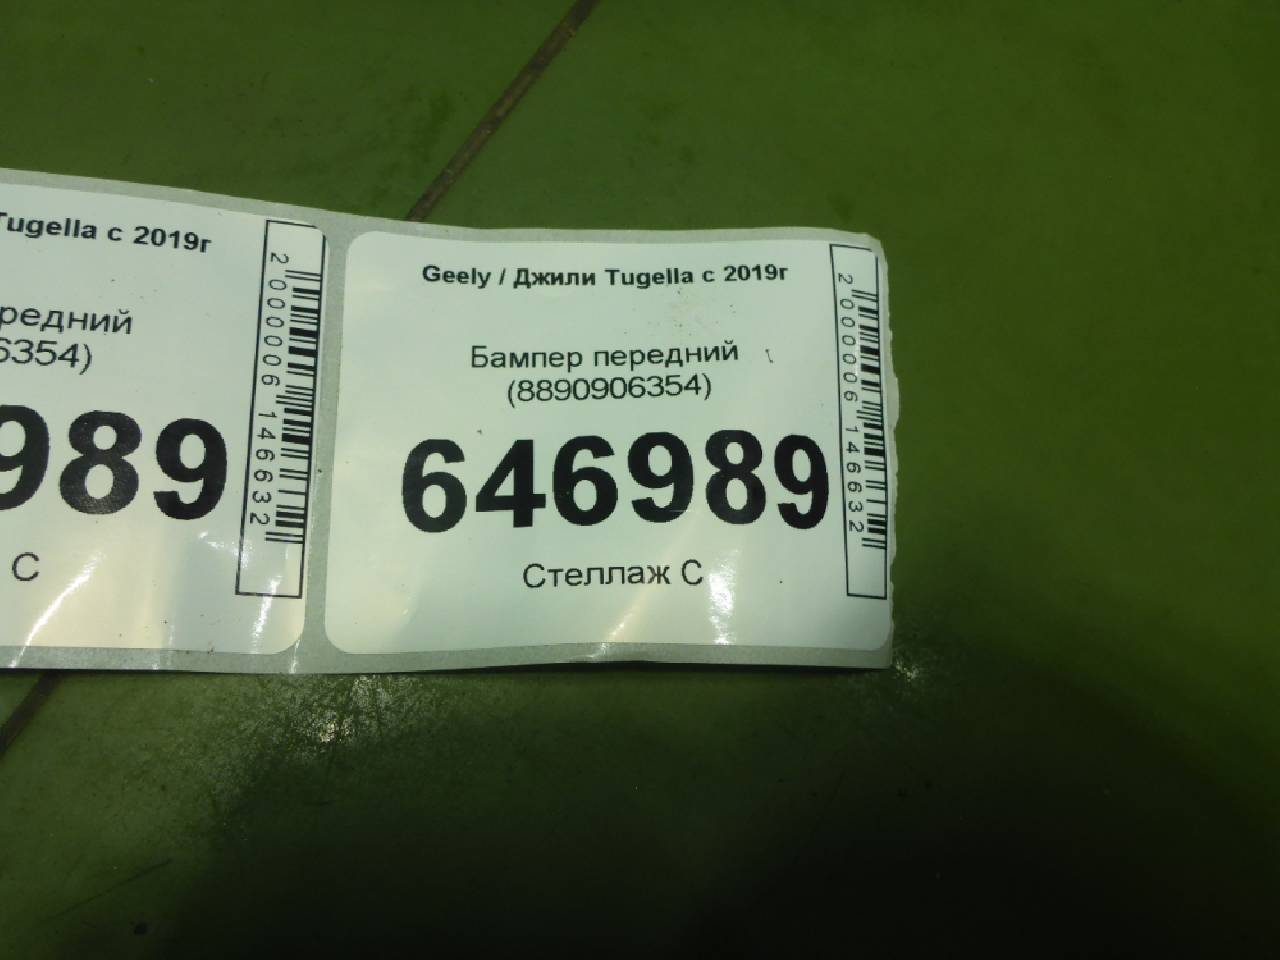 Tugella с 2019г
редний
6354)
989
С
2000006146632
Geely / Джили Tugella с 2019г
Бампер передний
(8890906354)
646989
Стеллаж С
2000006146632